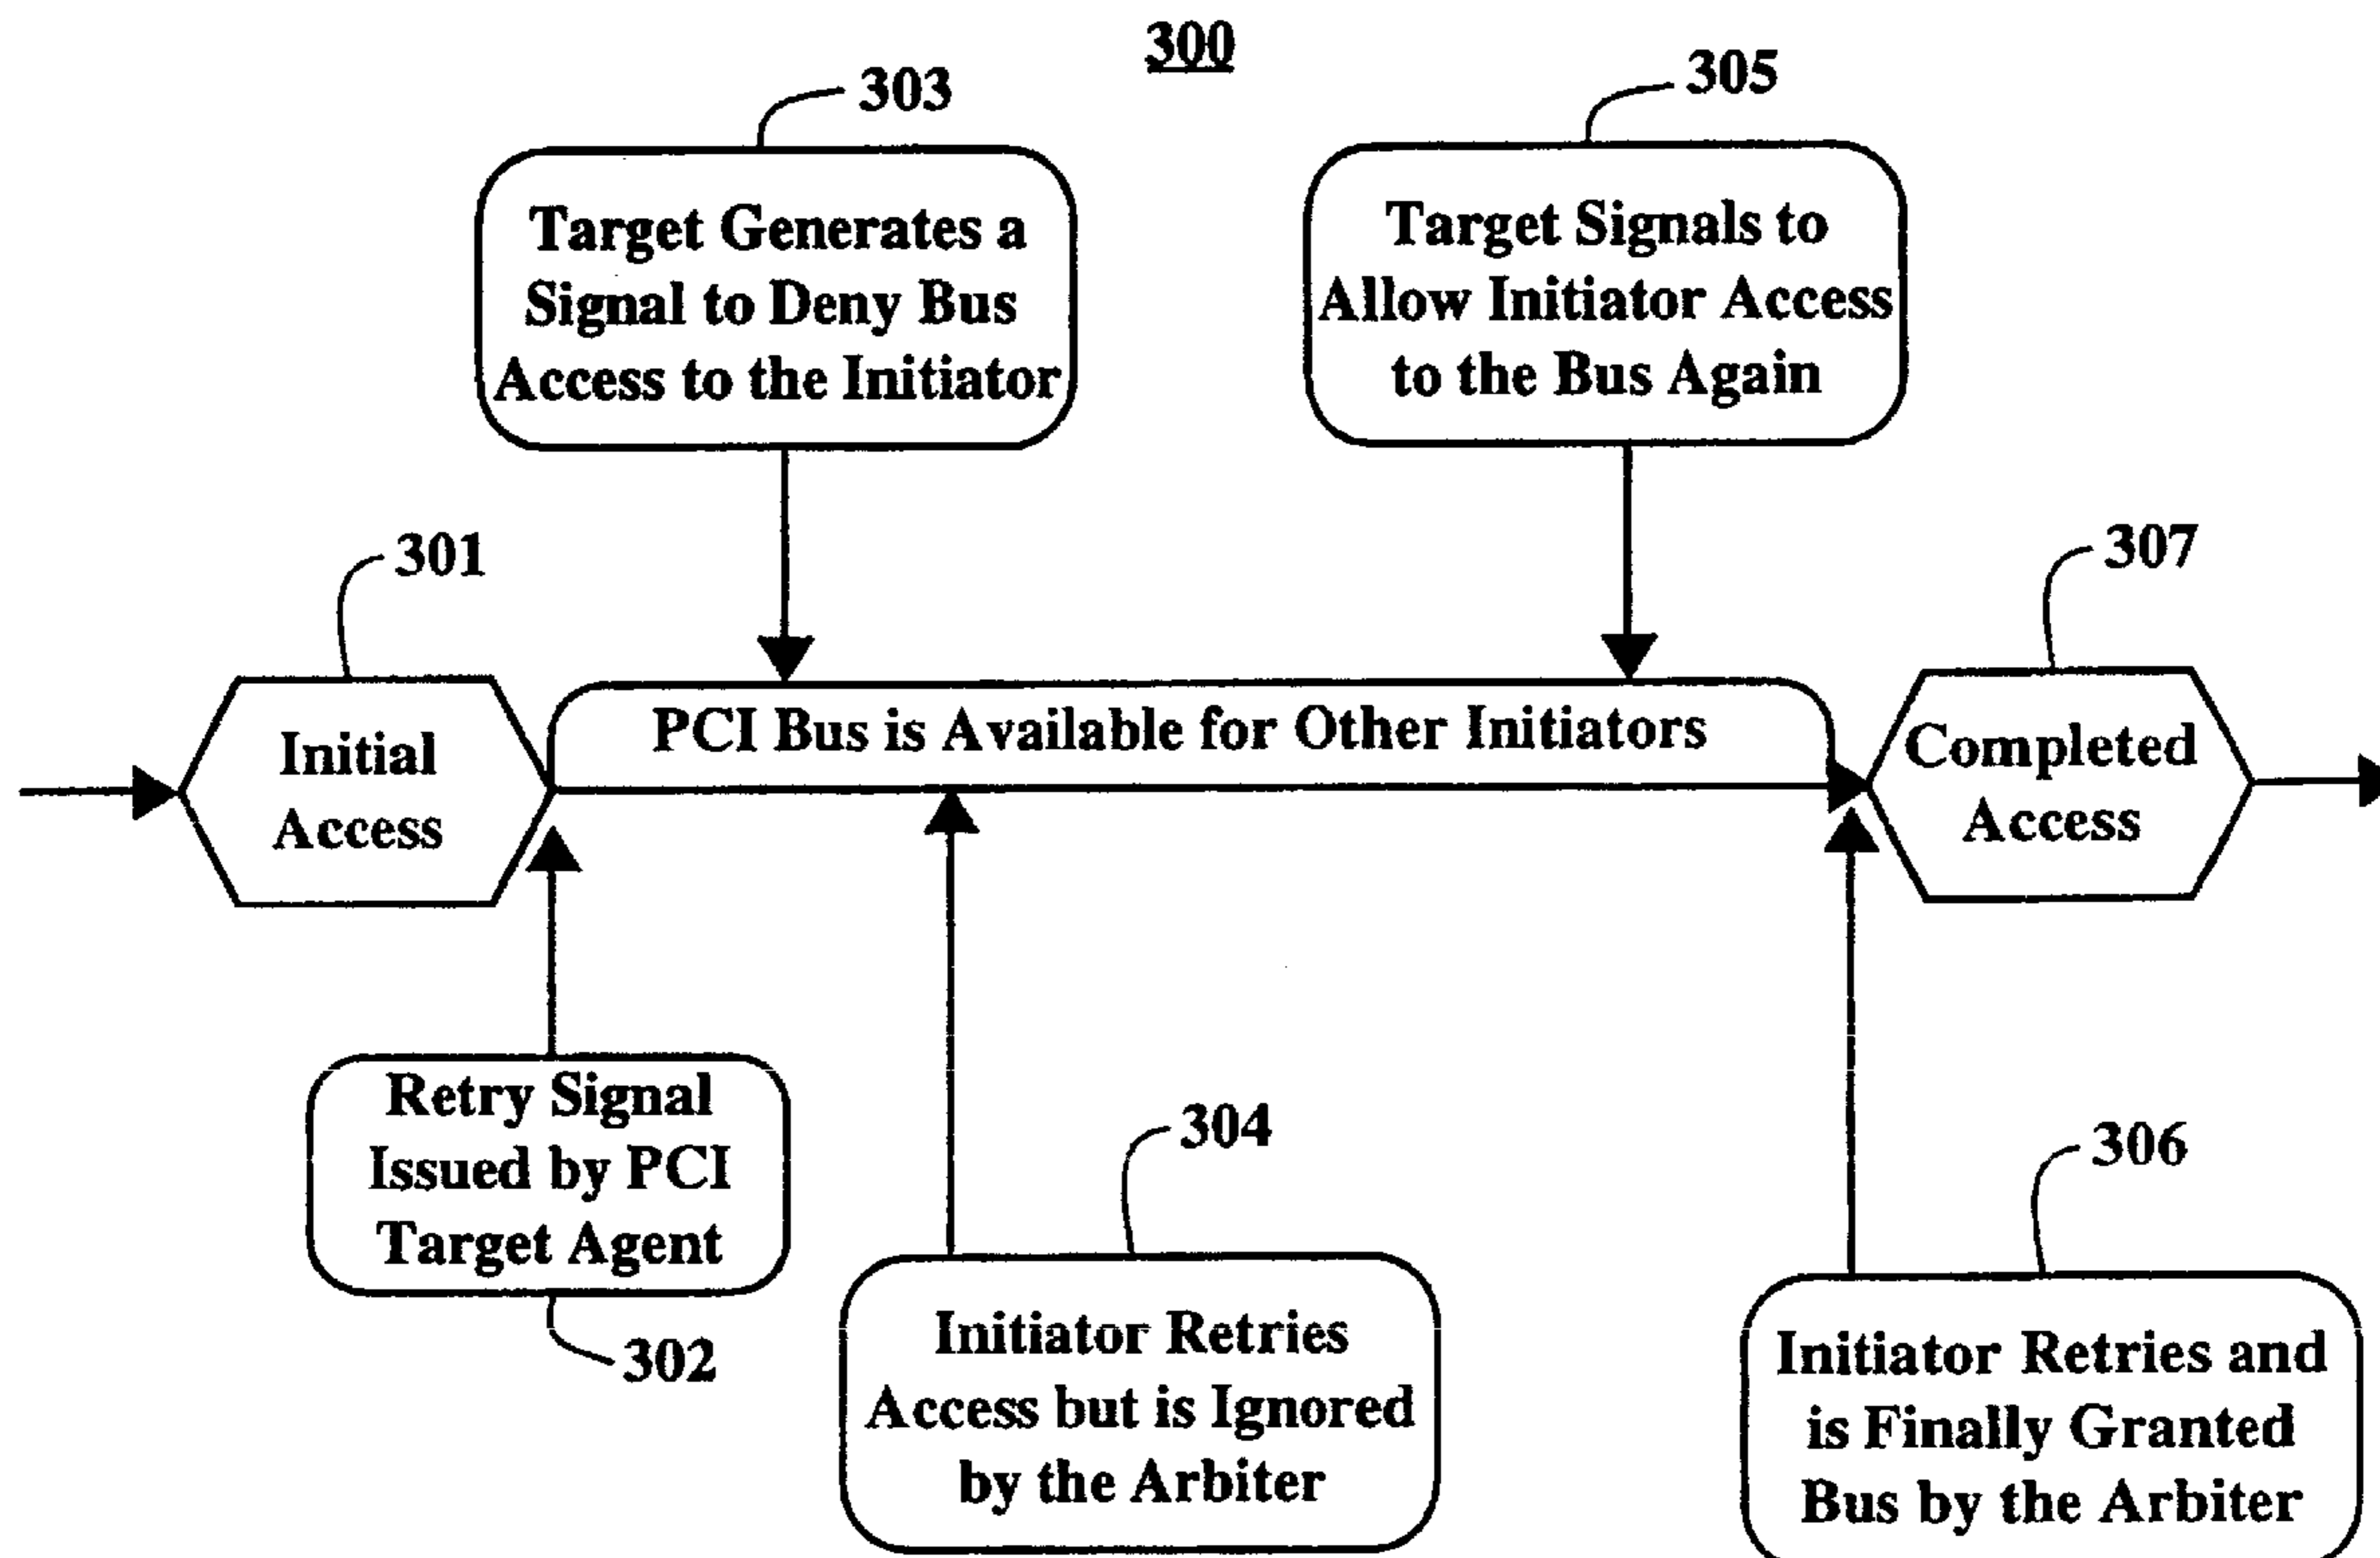 300
303
305
Target Generates a
Signal to Deny Bus
Access to the Initiator
Target Signals to
Allow Initiator Access
to the Bus Again
301
307
Initial
Access
PCI Bus is Available for Other Initiators
Completed
Access
Retry Signal
Issued by PCI
Target Agent
302
304
Initiator Retries
Access but is Ignored
by the Arbiter
306
Initiator Retries and
is Finally Granted
Bus by the Arbiter